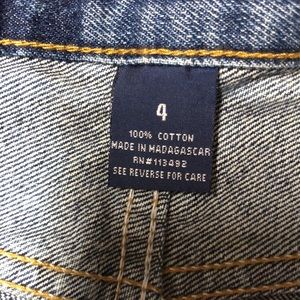 4
100% COTTON
MADE IN MADAGASCAR
RN#113492
SEE REVERSE FOR CARE